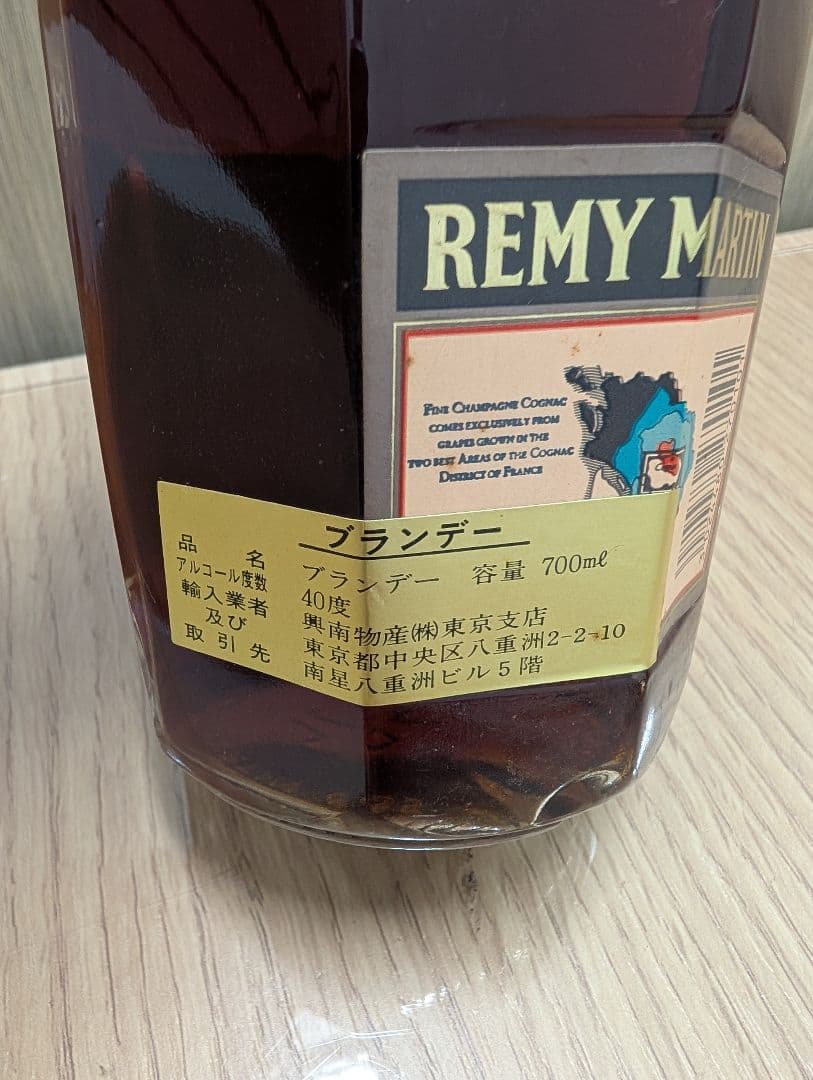 REMY MARTIN
FINE CHAMPAGNE COGNAC
COMES EXCLUSIVELY FROM
GRAPES GROWN IN THE
TWO BEST AREAS OF THE COGNAC
DISTRICT OF FRANCE
ブランデー
品名 ブランデー 容量 700mℓ
アルコール度数 40度
輸入業者 興南物産(株)東京支店
及び 東京都中央区八重洲2-2-10
取引先 南星八重洲ビル5階